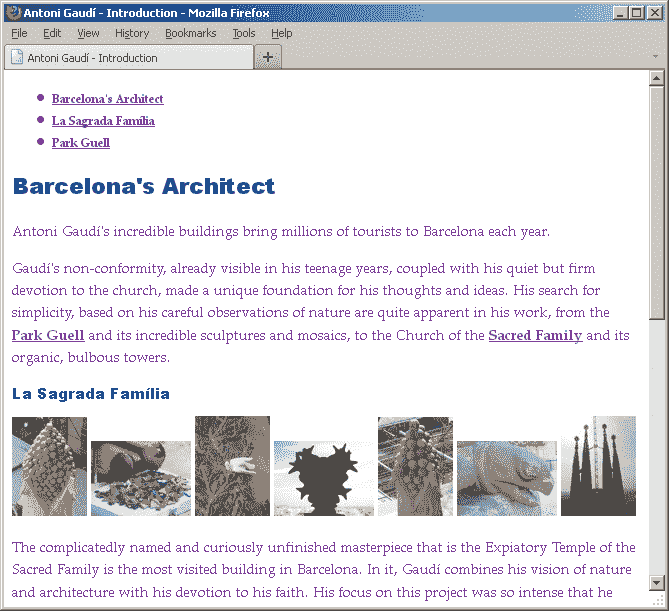 Antoni Gaudí - Introduction - Mozilla Firefox
File Edit View History Bookmarks Tools Help
Antoni Gaudí - Introduction
Barcelona's Architect
La Sagrada Família
Park Guell
Barcelona's Architect
Antoni Gaudí's incredible buildings bring millions of tourists to Barcelona each year.
Gaudí's non-conformity, already visible in his teenage years, coupled with his quiet but firm
devotion to the church, made a unique foundation for his thoughts and ideas. His search for
simplicity, based on his careful observations of nature are quite apparent in his work, from the
Park Guell and its incredible sculptures and mosaics, to the Church of the Sacred Family and its
organic, bulbous towers.
La Sagrada Família
The complicatedly named and curiously unfinished masterpiece that is the Expiatory Temple of the
Sacred Family is the most visited building in Barcelona. In it, Gaudí combines his vision of nature
and architecture with his devotion to his faith. His focus on this project was so intense that he